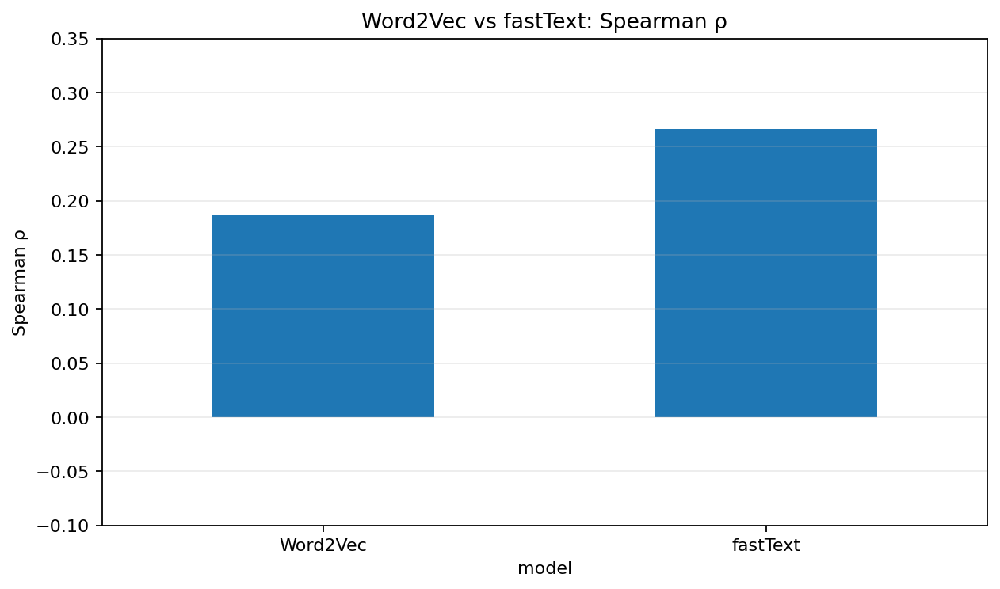 Word2Vec vs fastText: Spearman ρ
0.35
0.30
0.25
0.20
0.15
0.10
0.05
0.00
−0.05
−0.10
Spearman ρ
Word2Vec
fastText
model